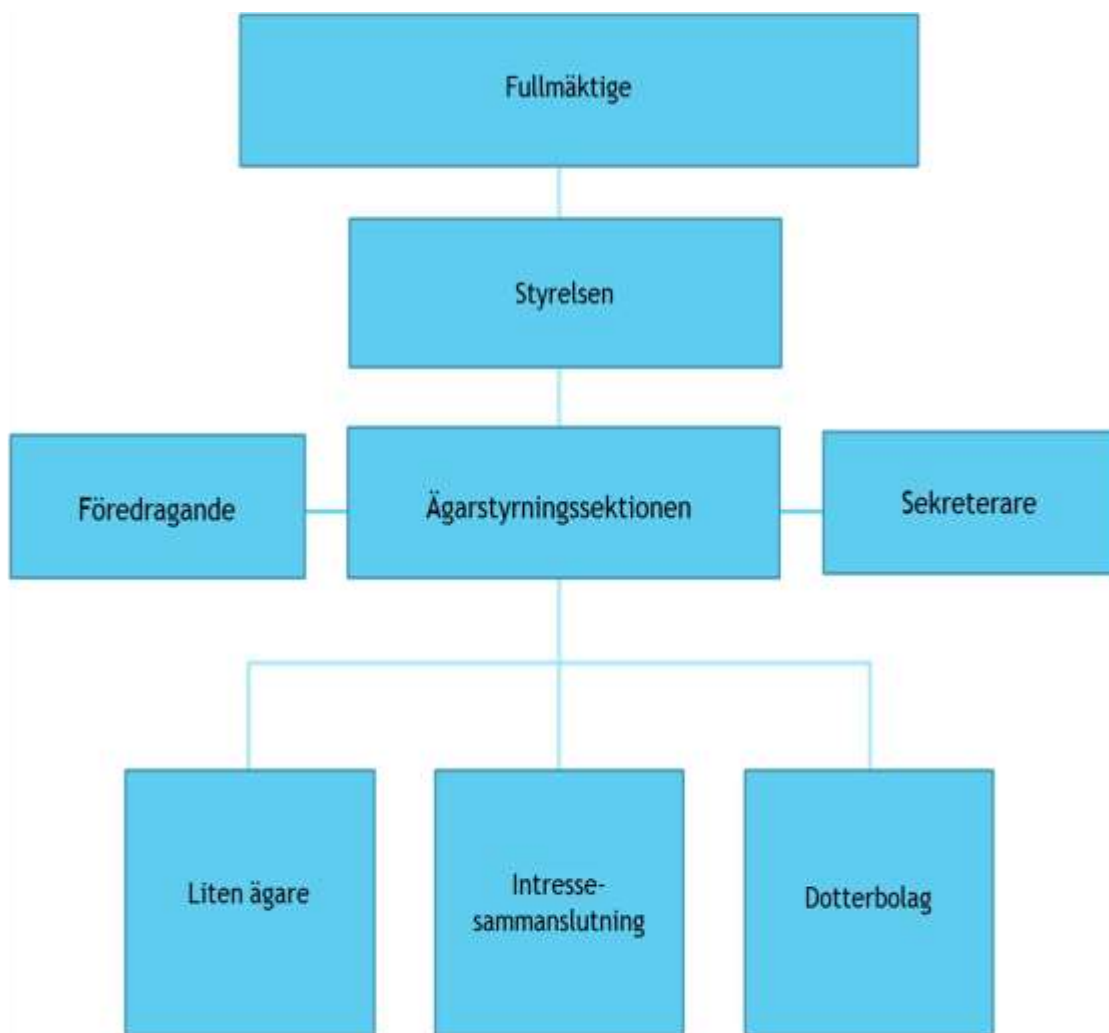 Fullmäktige
Styrelsen
Föredragande
Ägarstyrningssektionen
Sekreterare
Liten ägare
Intresse-
sammanslutning
Dotterbolag